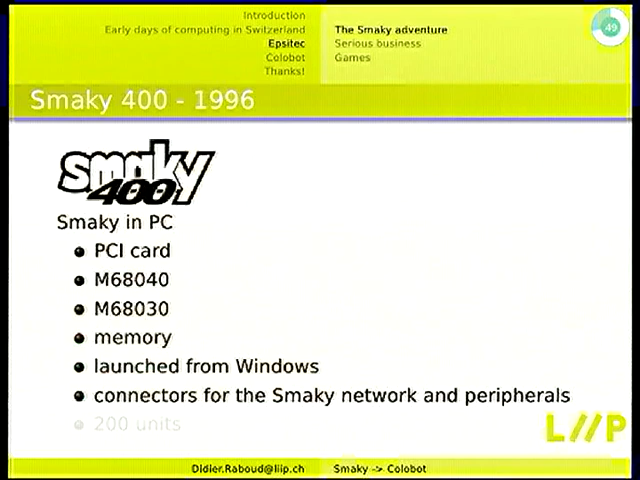 Introduction
Early days of computing in Switzerland
Epsitec
Colobot
Thanks!
The Smaky adventure
Serious business
Games
49
Smaky 400 - 1996
smaky
400
Smaky in PC
PCI card
M68040
M68030
memory
launched from Windows
connectors for the Smaky network and peripherals
200 units
LIIP
Didier.Raboud@liip.ch
Smaky -> Colobot